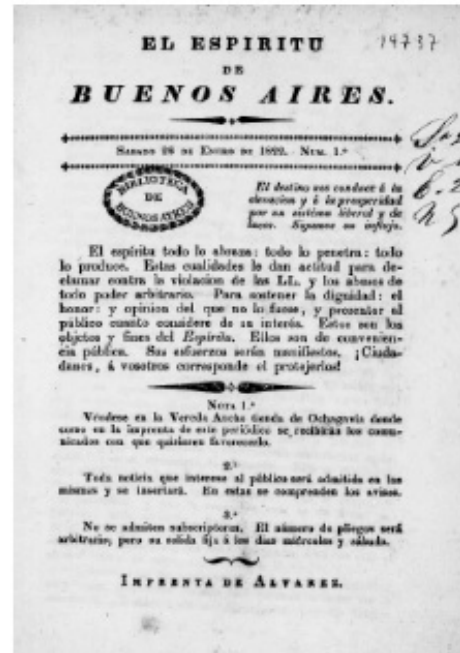 EL ESPIRITU
14737
DE
BUENOS AIRES.
SABADO 26 DE ENERO DE 1822. NUM. 1.º
BIBLIOTECA
DE
BUENOS AIRES
El destino nos conduce á la
elevacion y á la prosperidad
por un sistema liberal y de
luces. Sigamos su influjo.
El espíritu todo lo abraza: todo lo penetra: todo
lo produce. Estas cualidades le dan actitud para de-
clamar contra la violacion de las LL. y los abusos de
todo poder arbitrario. Para sostener la dignidad: el
honor: y opinion del que no lo fuese, y presentar al
público cuanto considere de su interés. Estos son los
objetos y fines del Espíritu. Ellos son de convenien-
cia pública. Sus esfuerzos serán manifiestos. ¡Ciuda-
danos, á vosotros corresponde el protejerlos!
NOTA 1.ª
Vendese en la Vereda Ancha tienda de Ochagavia donde
como en la imprenta de este periódico se recibirán los comu-
nicados con que quisieren favorecerlo.
2.ª
Toda noticia que interese al público será admitida en los
mismos y se insertará. En estas se comprenden los avisos.
3.ª
No se admiten subscriptores. El número de pliegos será
arbitrario, pero su salida fija á los dias miércoles y sábado.
IMPRENTA DE ALVAREZ.